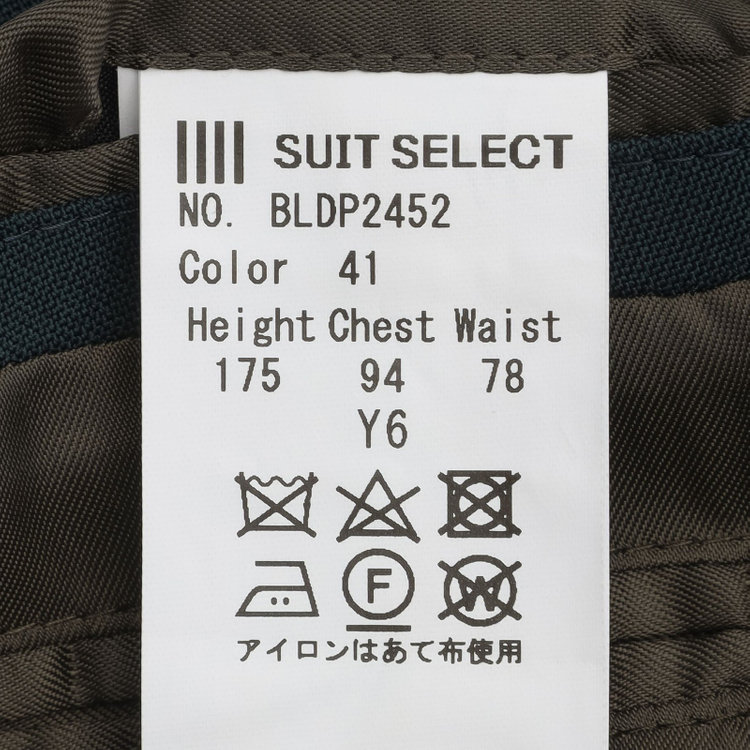 SUIT SELECT
NO. BLDP2452
Color 41
Height Chest Waist
175 94 78
Y6
F W
アイロンはあて布使用